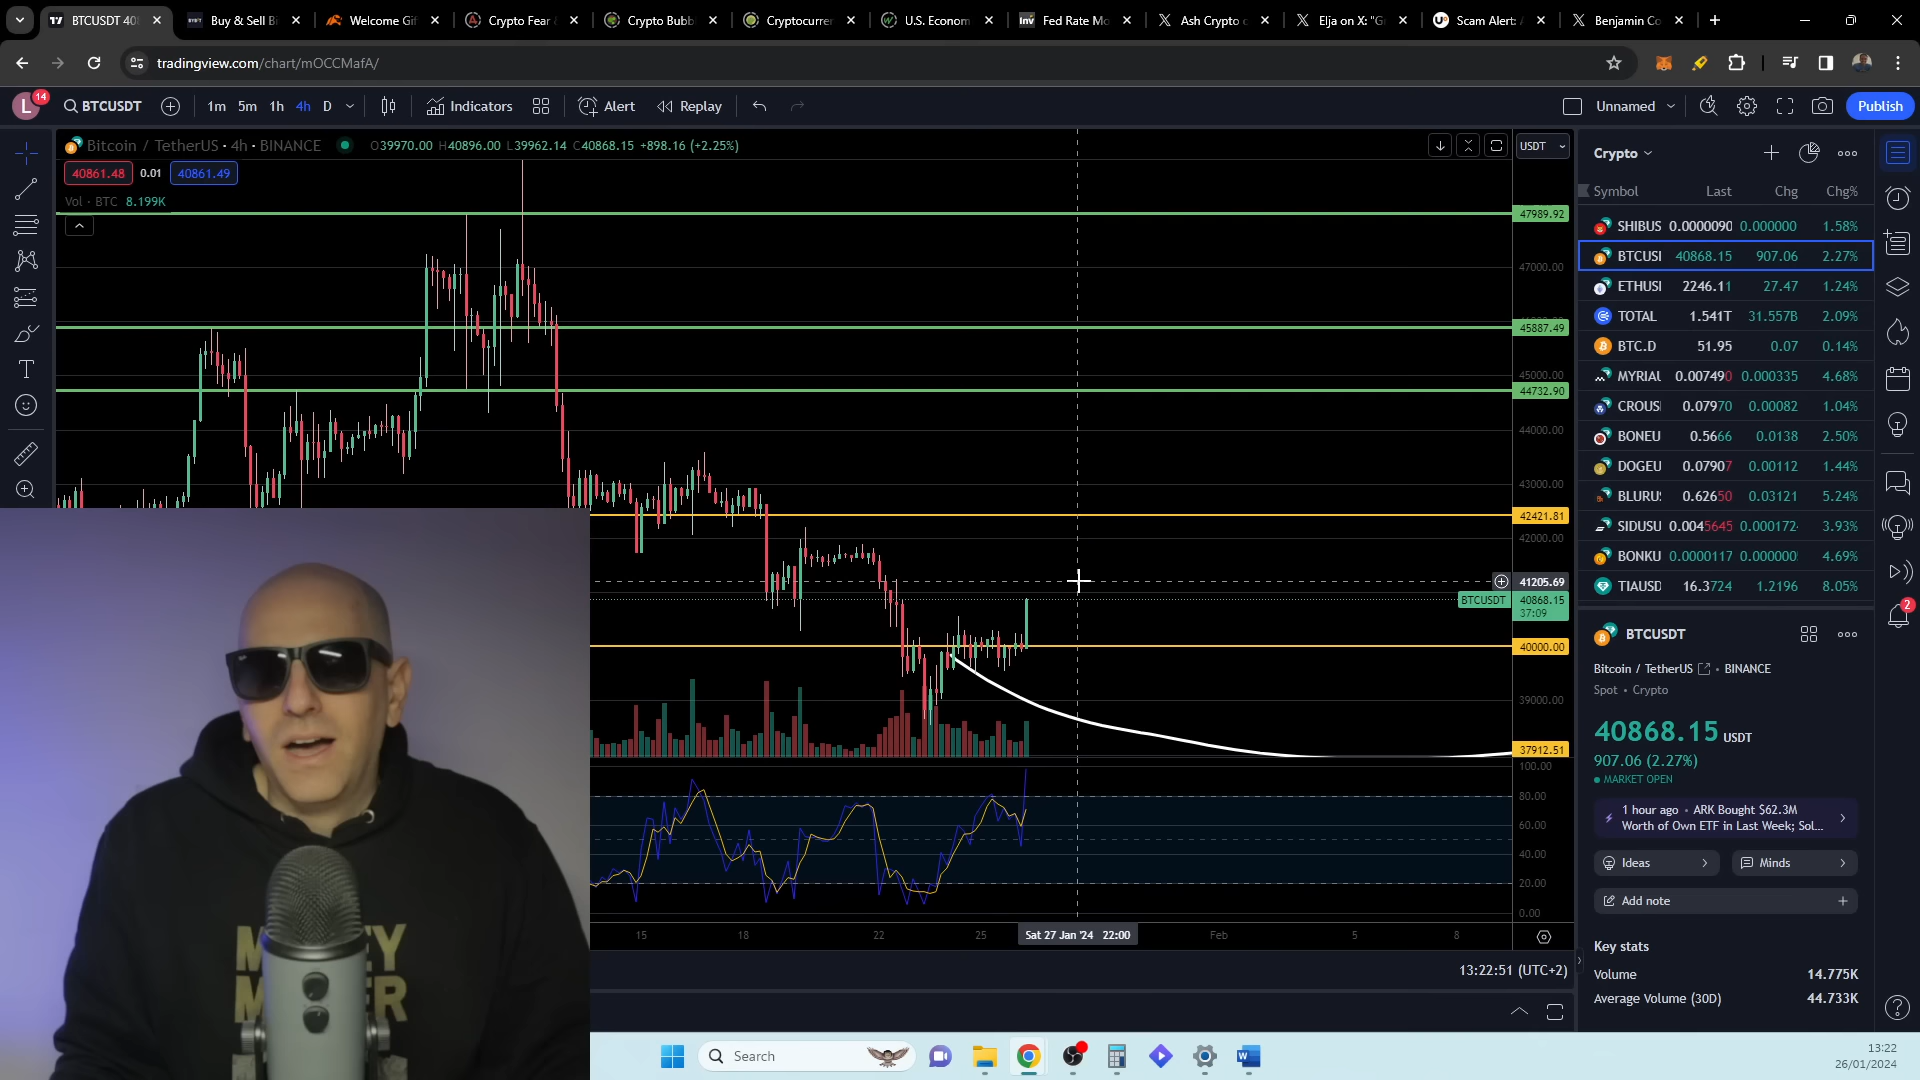 BTCUSDT 40
Buy & Sell Bi
Welcome Gif
Crypto Fear &
Crypto Bubb
Cryptocurren
U.S. Econom
Fed Rate Mo
Ash Crypto o
Elja on X: "G
Scam Alert:
Benjamin Co
tradingview.com/chart/mOCCMafA/
L 14 BTCUSDT 1m 5m 1h 4h D Indicators Alert Replay Unnamed Publish
Bitcoin / TetherUS · 4h · BINANCE O39970.00 H40896.00 L39962.14 C40868.15 +898.16 (+2.25%)
40861.48 0.01 40861.49
Vol · BTC 8.199K
USDT
47989.92
47000.00
45887.49
45000.00
44732.90
44000.00
43000.00
42421.81
42000.00
41205.69
BTCUSDT 40868.15
37:09
40000.00
39000.00
37912.51
100.00
80.00
60.00
40.00
20.00
0.00
15 18 22 25 Sat 27 Jan '24 22:00 Feb 5 8
13:22:51 (UTC+2)
Crypto
Symbol Last Chg Chg%
SHIBUS 0.0000090 0.000000 1.58%
BTCUSI 40868.15 907.06 2.27%
ETHUSI 2246.11 27.47 1.24%
TOTAL 1.541T 31.557B 2.09%
BTC.D 51.95 0.07 0.14%
MYRIAU 0.007490 0.000335 4.68%
CROUS 0.07970 0.00082 1.04%
BONEU 0.5666 0.0138 2.50%
DOGEU 0.07907 0.00112 1.44%
BLURU 0.62650 0.03121 5.24%
SIDUSU 0.0045645 0.000172 3.93%
BONKU 0.0000117 0.000000 4.69%
TIAUSD 16.3724 1.2196 8.05%
2
BTCUSDT
Bitcoin / TetherUS · BINANCE
Spot · Crypto
40868.15 USDT
907.06 (2.27%)
MARKET OPEN
1 hour ago · ARK Bought $62.3M
Worth of Own ETF in Last Week; Sol...
Ideas
Minds
Add note
Key stats
Volume 14.775K
Average Volume (30D) 44.733K
Search
13:22
26/01/2024